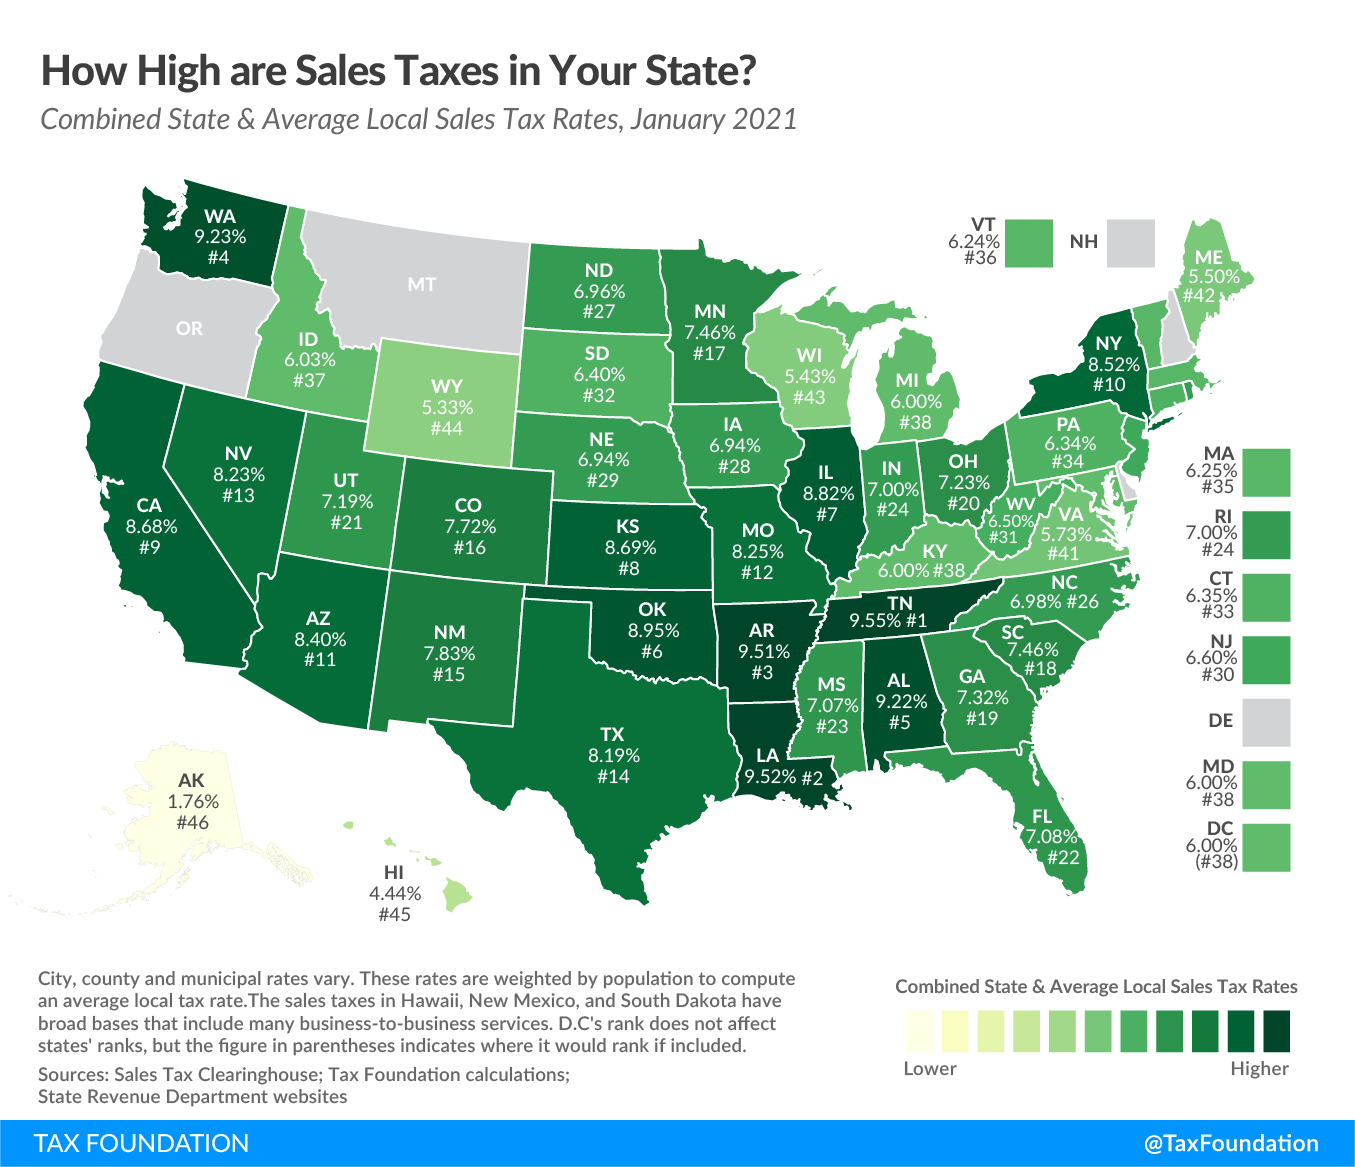 How High are Sales Taxes in Your State?
Combined State & Average Local Sales Tax Rates, January 2021
WA
9.23%
#4
OR
MT
ID
6.03%
#37
WY
5.33%
#44
ND
6.96%
#27
SD
6.40%
#32
NE
6.94%
#29
MN
7.46%
#17
IA
6.94%
#28
WI
5.43%
#43
MI
6.00%
#38
VT
6.24%
#36
NH
ME
5.50%
#42
NY
8.52%
#10
PA
6.34%
#34
CA
8.68%
#9
NV
8.23%
#13
UT
7.19%
#21
CO
7.72%
#16
KS
8.69%
#8
MO
8.25%
#12
IL
8.82%
#7
IN
7.00%
#24
OH
7.23%
#20
WV
6.50%
#31
VA
5.73%
#41
KY
6.00% #38
MA
6.25%
#35
RI
7.00%
#24
CT
6.35%
#33
NJ
6.60%
#30
DE
MD
6.00%
#38
DC
6.00%
(#38)
AZ
8.40%
#11
NM
7.83%
#15
OK
8.95%
#6
AR
9.51%
#3
TN
9.55% #1
NC
6.98% #26
SC
7.46%
#18
GA
7.32%
#19
AL
9.22%
#5
MS
7.07%
#23
LA
9.52% #2
TX
8.19%
#14
FL
7.08%
#22
AK
1.76%
#46
HI
4.44%
#45
City, county and municipal rates vary. These rates are weighted by population to compute
an average local tax rate.The sales taxes in Hawaii, New Mexico, and South Dakota have
broad bases that include many business-to-business services. D.C's rank does not affect
states' ranks, but the figure in parentheses indicates where it would rank if included.
Sources: Sales Tax Clearinghouse; Tax Foundation calculations;
State Revenue Department websites
Combined State & Average Local Sales Tax Rates
Lower
Higher
TAX FOUNDATION
@TaxFoundation